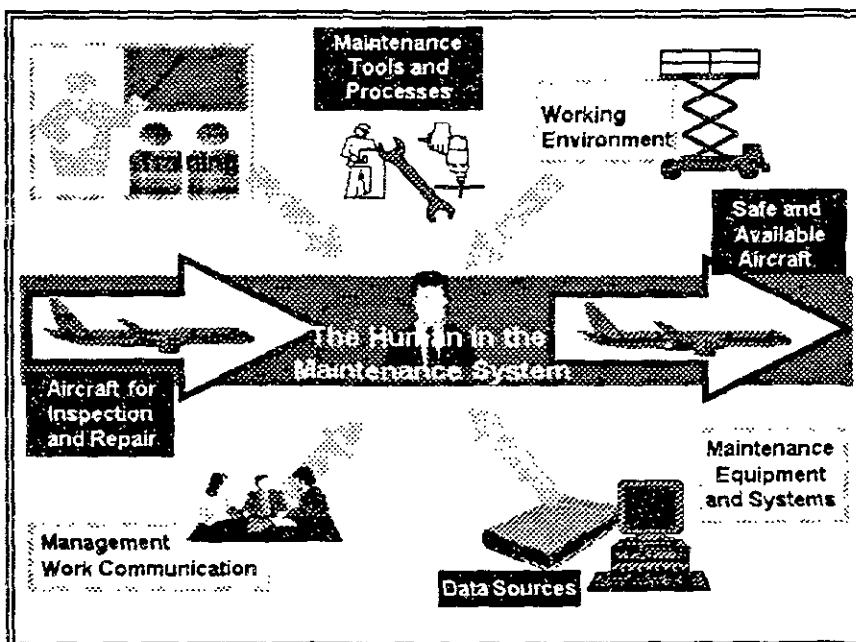 Maintenance
Tools and
Processes
Working
Environment
Training
Safe and
Available
Aircraft
The Human in the
Maintenance System
Aircraft for
Inspection
and Repair
Maintenance
Equipment
and Systems
Management
Work Communication
Data Sources